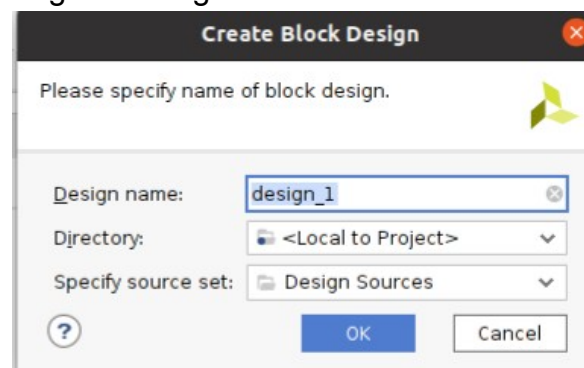 Create Block Design
Please specify name of block design.
Design name: design_1
Directory: <Local to Project>
Specify source set: Design Sources
? OK Cancel